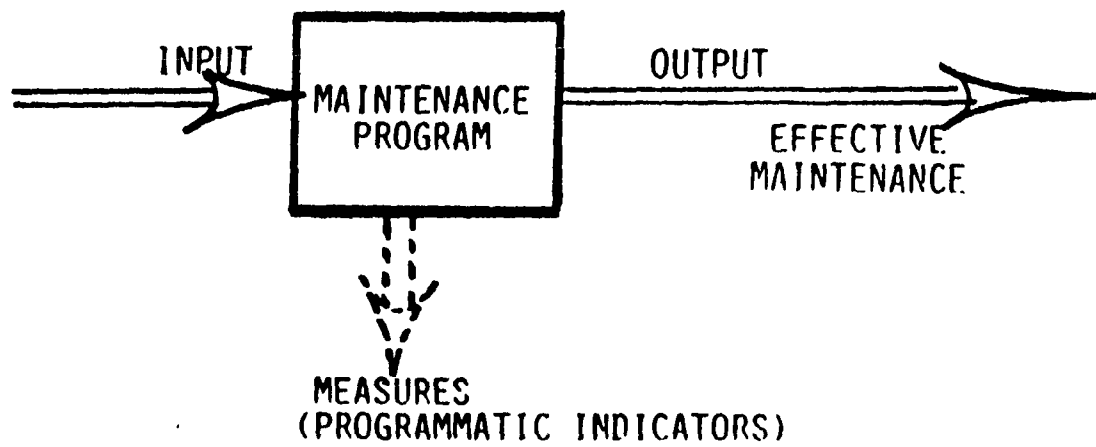 INPUT
OUTPUT
MAINTENANCE
PROGRAM
EFFECTIVE
MAINTENANCE
MEASURES
(PROGRAMMATIC INDICATORS)